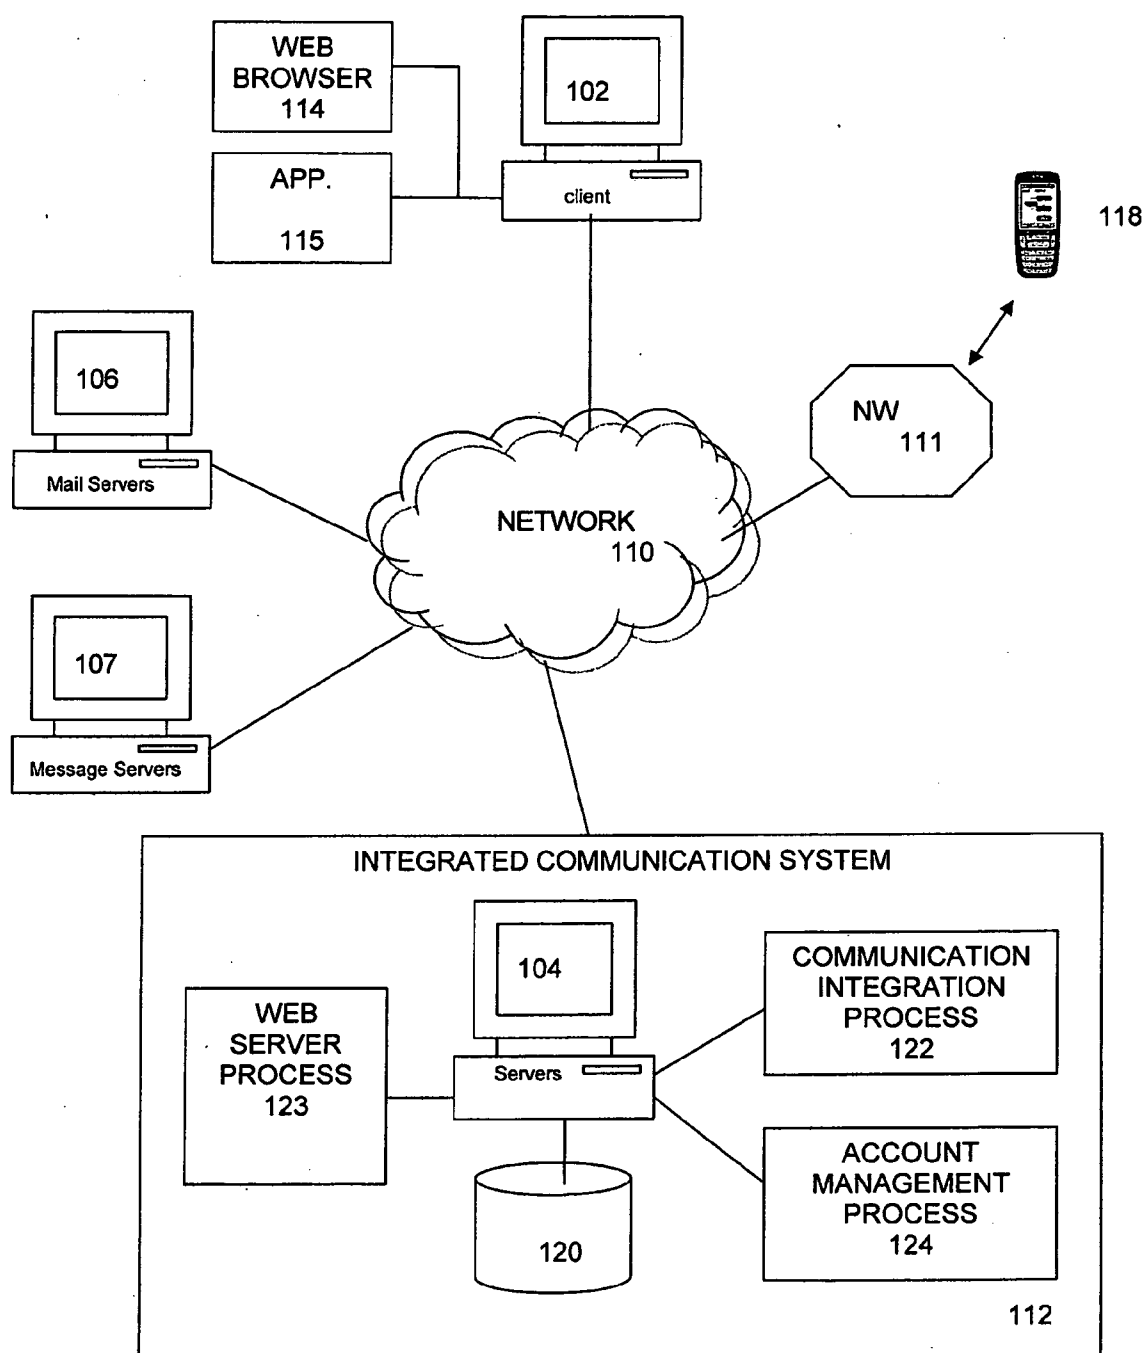 WEB
BROWSER
114
102
APP.
115
client
118
106
Mail Servers
NW
111
NETWORK
110
107
Message Servers
INTEGRATED COMMUNICATION SYSTEM
104
Servers
WEB
SERVER
PROCESS
123
COMMUNICATION
INTEGRATION
PROCESS
122
ACCOUNT
MANAGEMENT
PROCESS
124
120
112